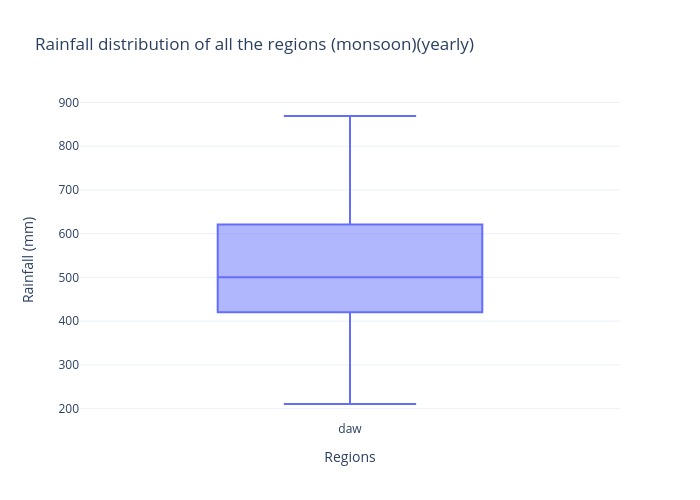 Rainfall distribution of all the regions (monsoon)(yearly)
900
800
700
600
500
400
300
200
Rainfall (mm)
daw
Regions